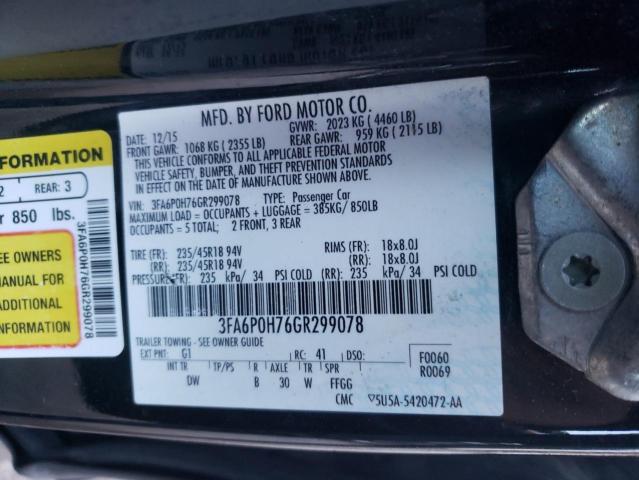 MFD. BY FORD MOTOR CO.
DATE: 12/15 GVWR: 2023 KG ( 4460 LB)
FRONT GAWR: 1068 KG ( 2355 LB) REAR GAWR: 959 KG ( 2115 LB)
THIS VEHICLE CONFORMS TO ALL APPLICABLE FEDERAL MOTOR
VEHICLE SAFETY, BUMPER, AND THEFT PREVENTION STANDARDS
IN EFFECT ON THE DATE OF MANUFACTURE SHOWN ABOVE.
VIN: 3FA6P0H76GR299078 TYPE: Passenger Car
MAXIMUM LOAD = OCCUPANTS + LUGGAGE = 385KG/ 850LB
OCCUPANTS = 5 TOTAL; 2 FRONT, 3 REAR
TIRE (FR): 235/45R18 94V RIMS (FR): 18x8.0J
(RR): 235/45R18 94V (RR): 18x8.0J
PRESSURE(FR): 235 kPa/ 34 PSI COLD (RR): 235 kPa/ 34 PSI COLD
3FA6P0H76GR299078
TRAILER TOWING - SEE OWNER GUIDE
EXT PNT: G1 RC: 41 DSO: F0060
R0069
INT TR TP/PS R AXLE TR SPR
DW B 30 W FFGG
CMC 5U5A-5420472-AA
FORMATION
2 REAR: 3
r 850 lbs.
EE OWNERS
MANUAL FOR
ADDITIONAL
FORMATION
3FA6P0H76GR299078